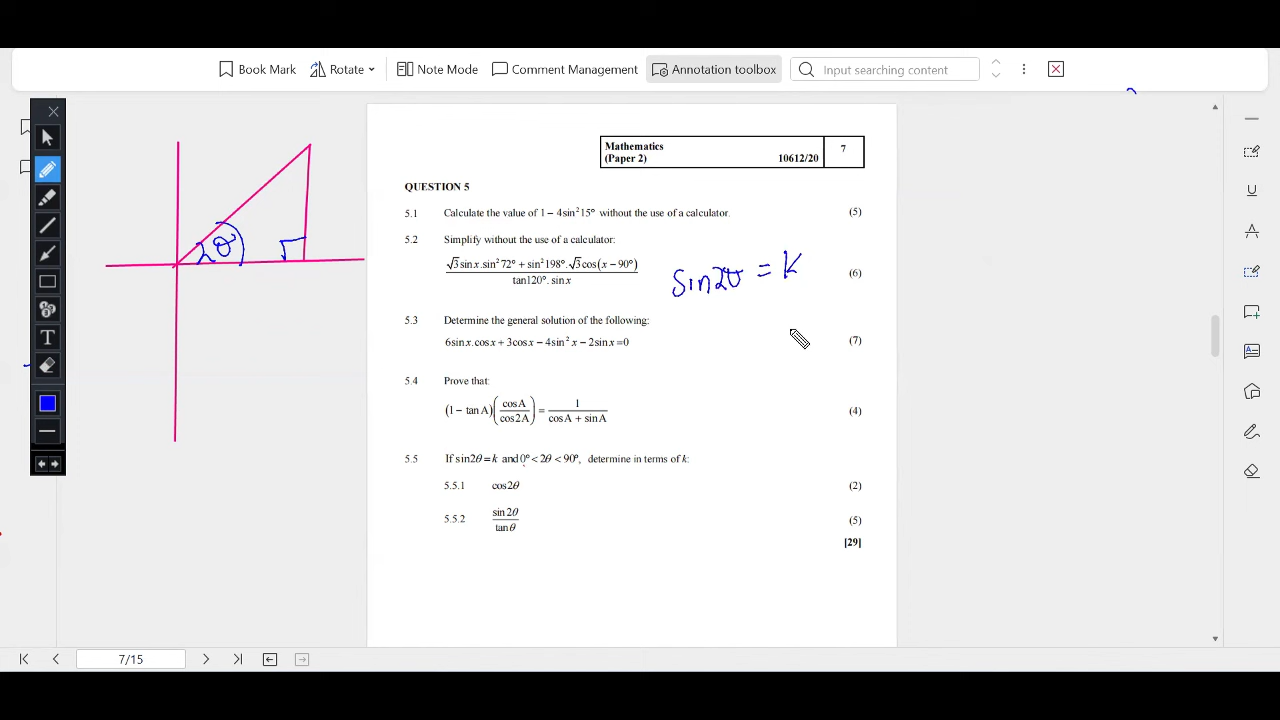 Book Mark Rotate Note Mode Comment Management Annotation toolbox Input searching content
Mathematics
(Paper 2) 10612/20 7
QUESTION 5
5.1 Calculate the value of 1 – 4sin²15° without the use of a calculator. (5)
5.2 Simplify without the use of a calculator:
√3 sin x . sin² 72° + sin² 198° . √3 cos(x – 90°)
tan120° . sin x (6)
sin2θ = k
5.3 Determine the general solution of the following:
6sin x.cos x + 3cos x – 4sin² x – 2sin x = 0 (7)
5.4 Prove that:
(1 – tan A)(cosA/cos2A) = 1/(cosA + sinA) (4)
5.5 If sin2θ = k and 0° < 2θ < 90°, determine in terms of k:
5.5.1 cos2θ (2)
5.5.2 sin2θ/tanθ (5)
[29]
2θ
7/15